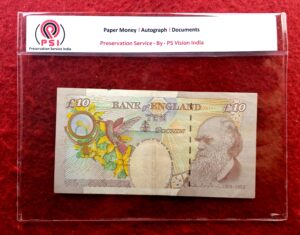 PSI
Preservation Service India
Paper Money | Autograph | Documents
Preservation Service - By - PS Vision India
£10
BANK OF ENGLAND
£10
TEN